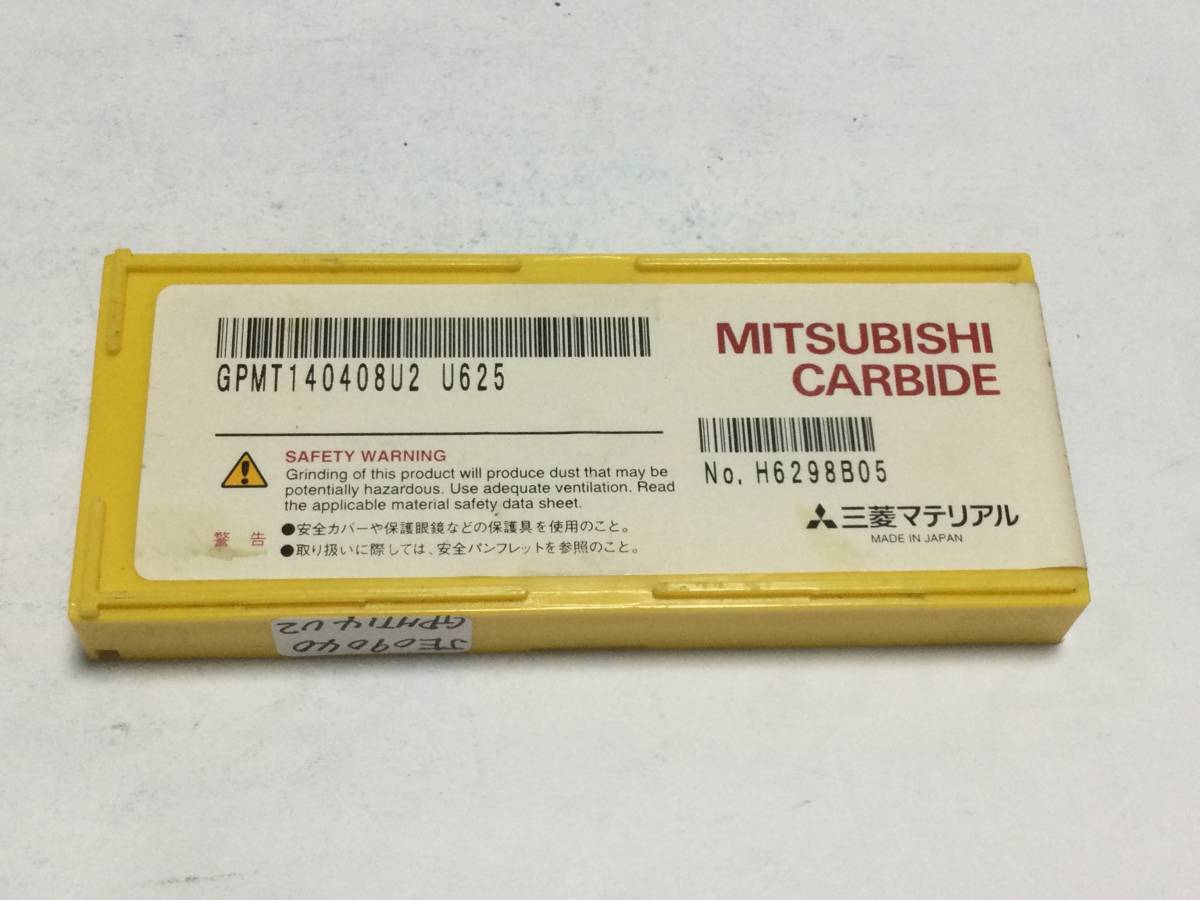 GPMT140408U2 U625
MITSUBISHI
CARBIDE
No. H6298B05
SAFETY WARNING
Grinding of this product will produce dust that may be
potentially hazardous. Use adequate ventilation. Read
the applicable material safety data sheet.
警 告
●安全カバーや保護眼鏡などの保護具を使用のこと。
●取り扱いに際しては、安全パンフレットを参照のこと。
三菱マテリアル
MADE IN JAPAN
JE09040
GPMT14 U2